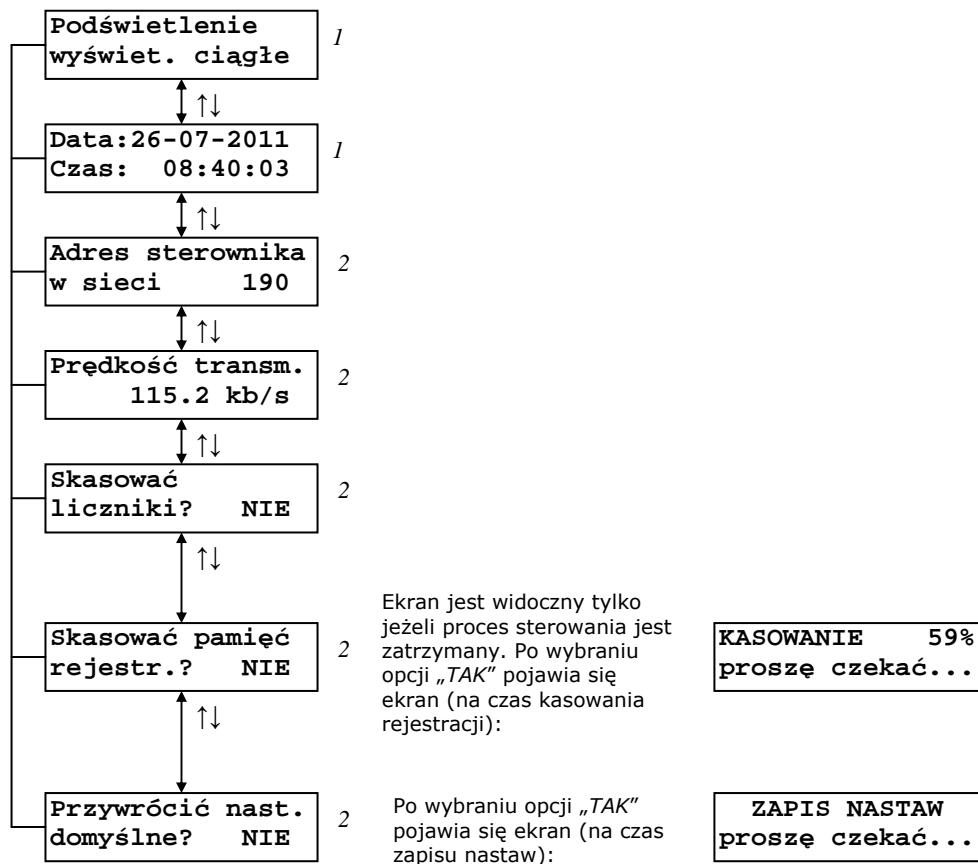 Podświetlenie
wyświet. ciągłe
1
↑↓
Data:26-07-2011
Czas: 08:40:03
1
↑↓
Adres sterownika
w sieci 190
2
↑↓
Prędkość transm.
115.2 kb/s
2
↑↓
Skasować
liczniki? NIE
2
↑↓
Skasować pamięć
rejestr.? NIE
2
Ekran jest widoczny tylko
jeżeli proces sterowania jest
zatrzymany. Po wybraniu
opcji „TAK” pojawia się
ekran (na czas kasowania
rejestracji):
KASOWANIE 59%
proszę czekać...
↑↓
Przywrócić nast.
domyślne? NIE
2
Po wybraniu opcji „TAK”
pojawia się ekran (na czas
zapisu nastaw):
ZAPIS NASTAW
proszę czekać...